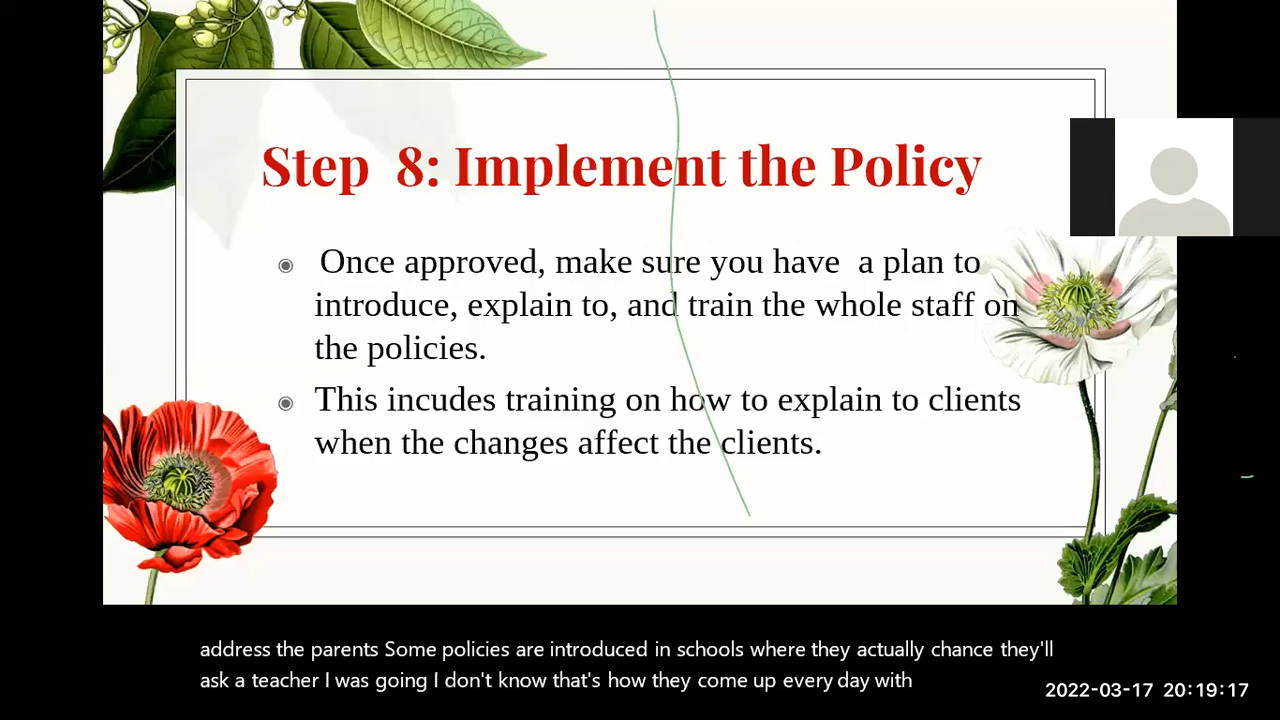 Step 8: Implement the Policy
Once approved, make sure you have a plan to
introduce, explain to, and train the whole staff on
the policies.
This incudes training on how to explain to clients
when the changes affect the clients.
address the parents Some policies are introduced in schools where they actually chance they'll
ask a teacher I was going I don't know that's how they come up every day with
2022-03-17 20:19:17